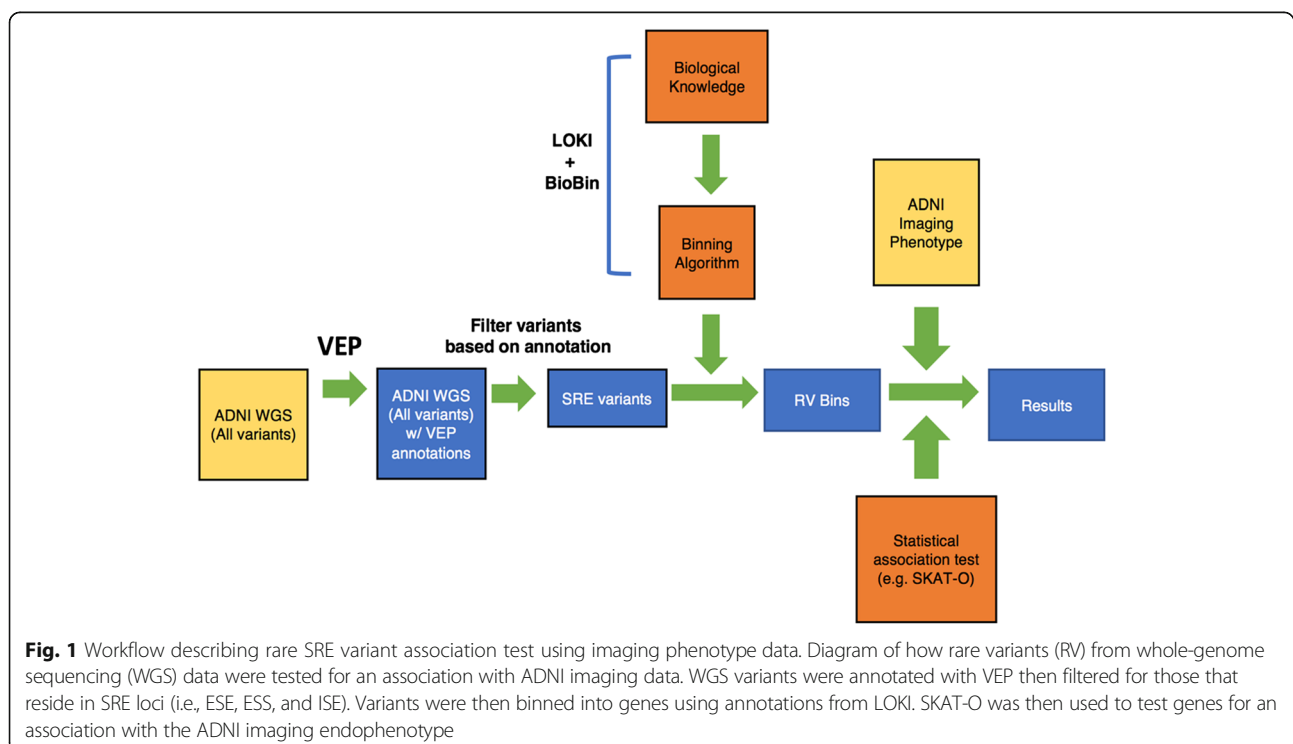 Biological
Knowledge
LOKI
+
BioBin
Binning
Algorithm
ADNI
Imaging
Phenotype
VEP
Filter variants
based on annotation
ADNI WGS
(All variants)
ADNI WGS
(All variants)
w/ VEP
annotations
SRE variants
RV Bins
Results
Statistical
association test
(e.g. SKAT-O)
Fig. 1 Workflow describing rare SRE variant association test using imaging phenotype data. Diagram of how rare variants (RV) from whole-genome
sequencing (WGS) data were tested for an association with ADNI imaging data. WGS variants were annotated with VEP then filtered for those that
reside in SRE loci (i.e., ESE, ESS, and ISE). Variants were then binned into genes using annotations from LOKI. SKAT-O was then used to test genes for an
association with the ADNI imaging endophenotype